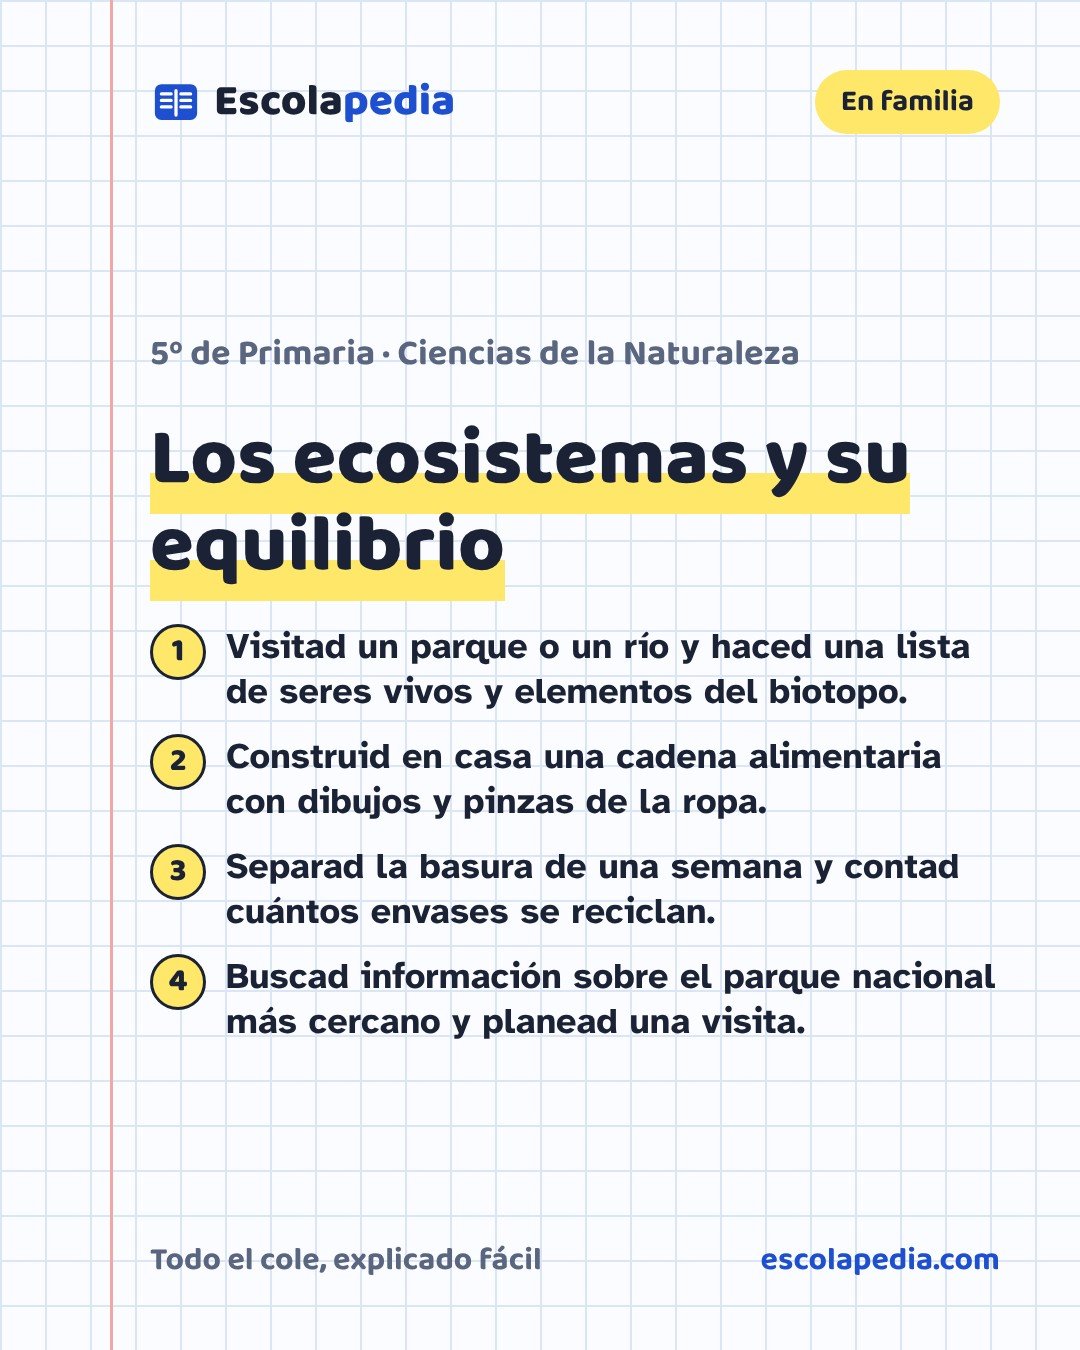 Escolapedia
En familia
5º de Primaria · Ciencias de la Naturaleza
Los ecosistemas y su
equilibrio
1 Visitad un parque o un río y haced una lista
de seres vivos y elementos del biotopo.
2 Construid en casa una cadena alimentaria
con dibujos y pinzas de la ropa.
3 Separad la basura de una semana y contad
cuántos envases se reciclan.
4 Buscad información sobre el parque nacional
más cercano y planead una visita.
Todo el cole, explicado fácil
escolapedia.com